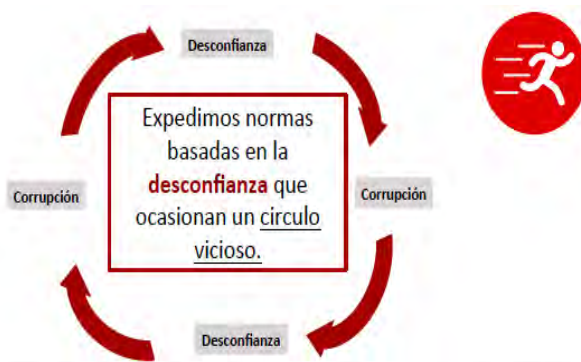 Desconfianza
Expedimos normas
basadas en la
desconfianza que
ocasionan un circulo
vicioso.
Corrupción
Corrupción
Desconfianza